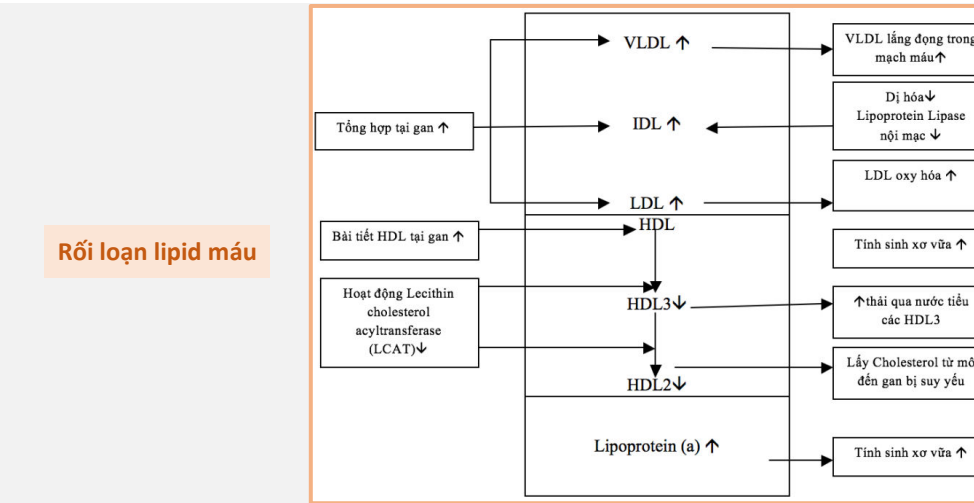 Rối loạn lipid máu
Tổng hợp tại gan ↑
Bài tiết HDL tại gan ↑
Hoạt động Lecithin
cholesterol
acyltransferase
(LCAT)↓
VLDL ↑
IDL ↑
LDL ↑
HDL
HDL3↓
HDL2↓
Lipoprotein (a) ↑
VLDL lắng đọng trong
mạch máu↑
Dị hóa↓
Lipoprotein Lipase
nội mạc ↓
LDL oxy hóa ↑
Tính sinh xơ vữa ↑
↑thải qua nước tiểu
các HDL3
Lấy Cholesterol từ mô
đến gan bị suy yếu
Tính sinh xơ vữa ↑